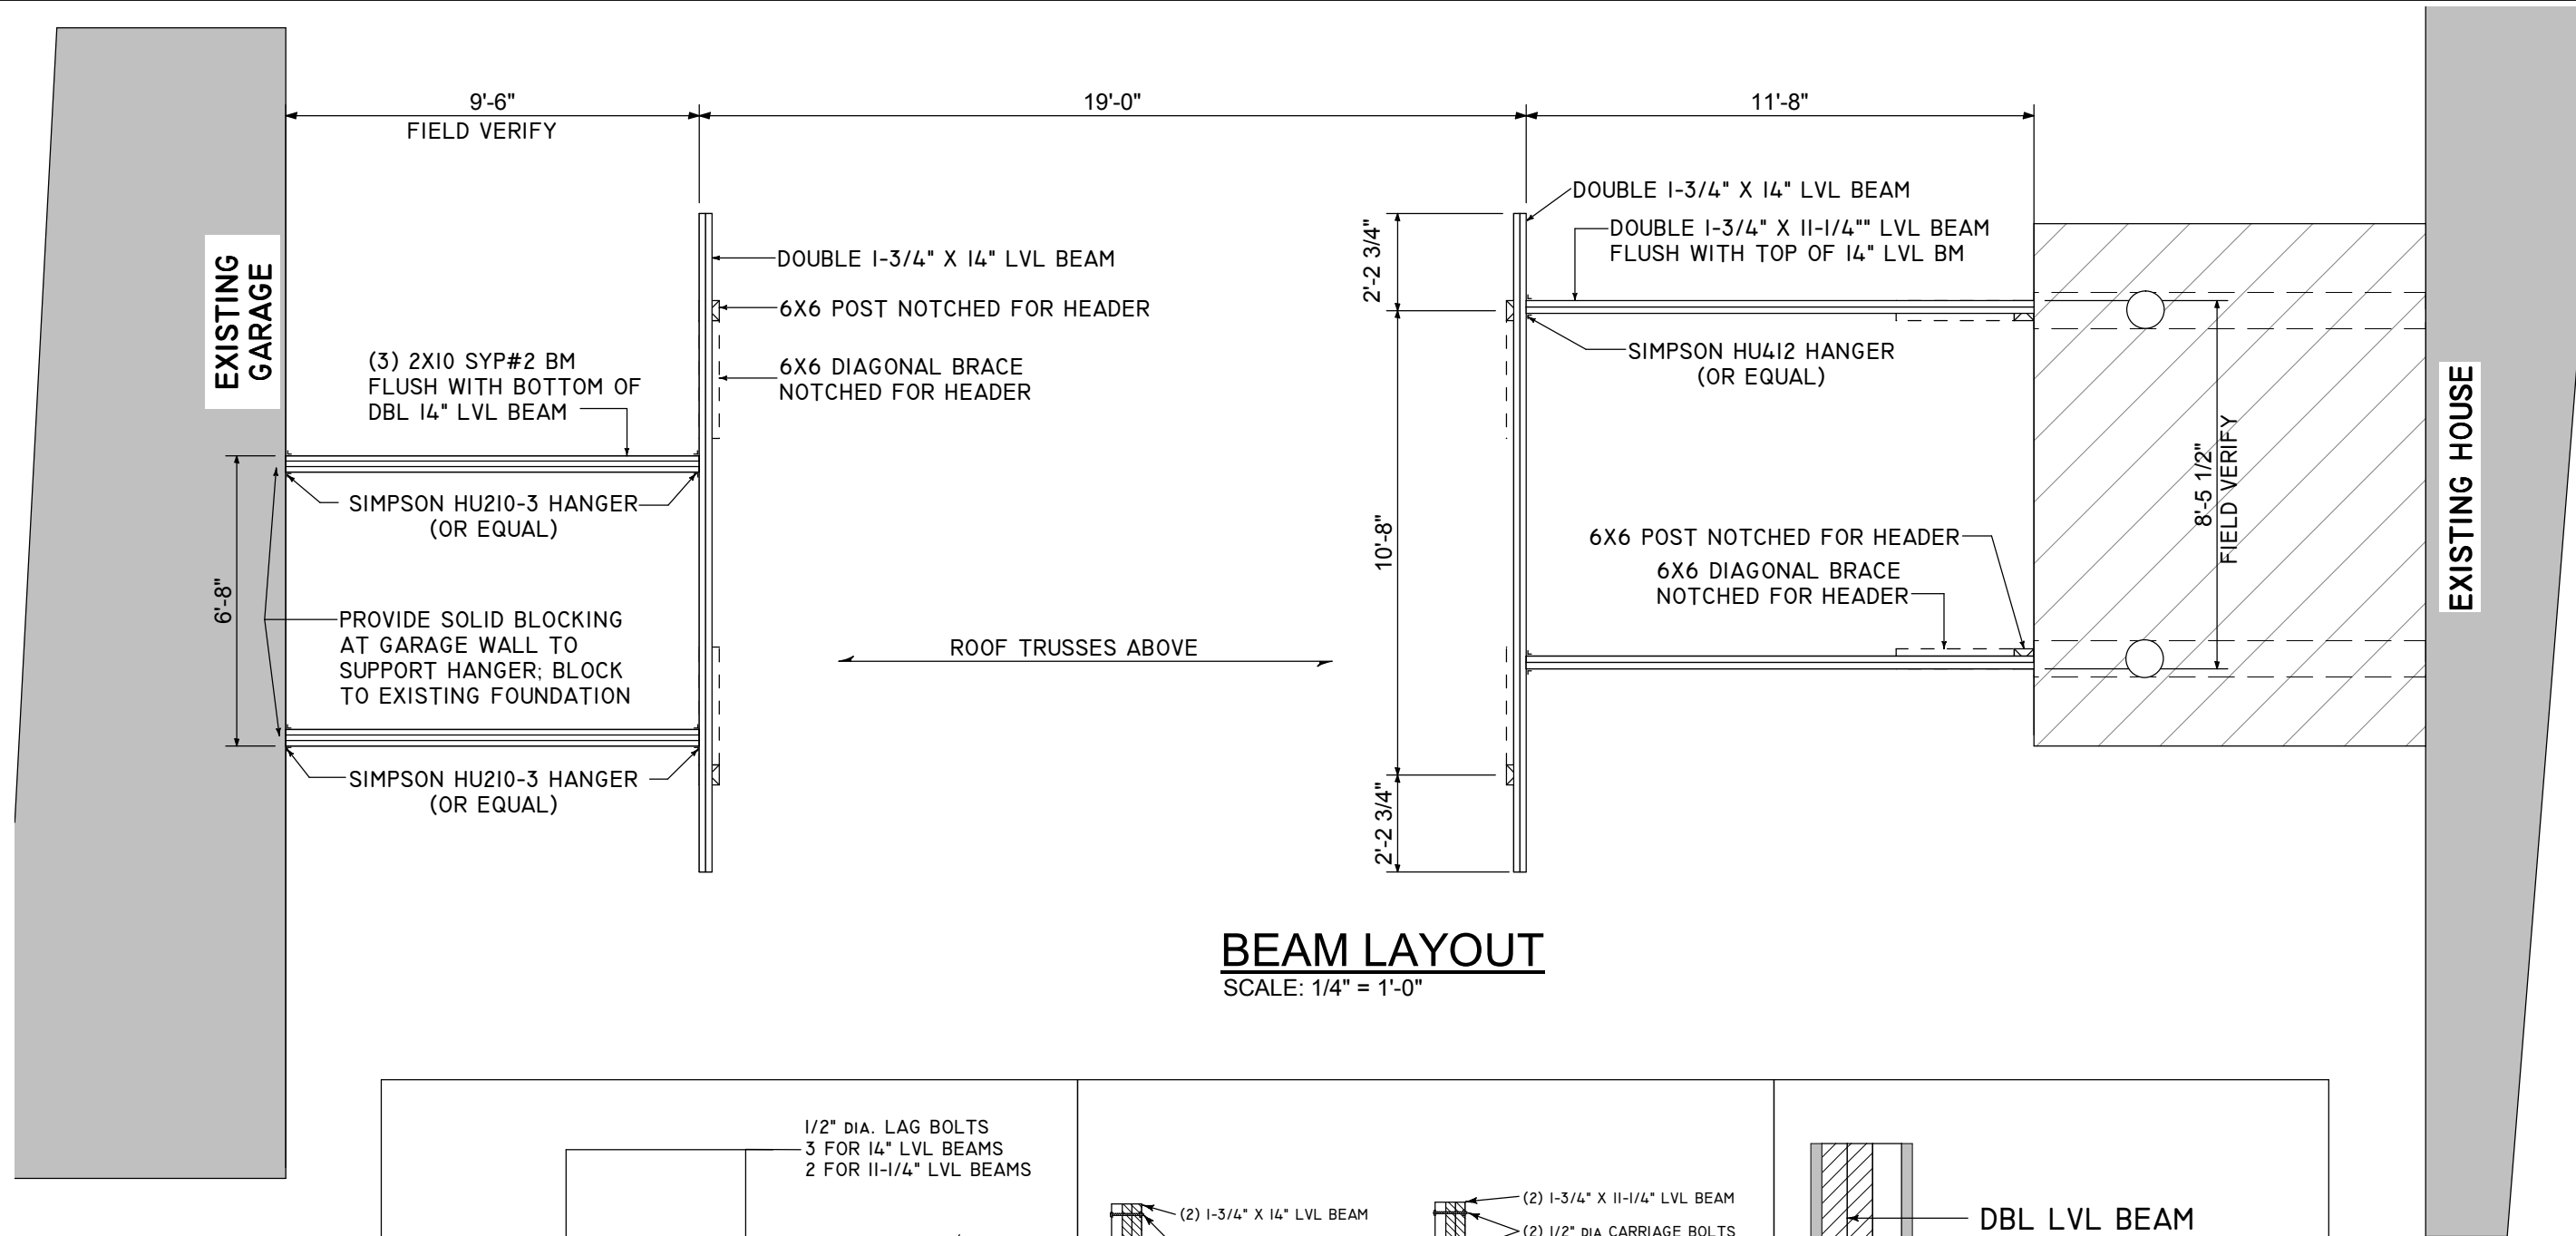 9'-6"
FIELD VERIFY
19'-0"
11'-8"
EXISTING
GARAGE
DOUBLE 1-3/4" X 14" LVL BEAM
6X6 POST NOTCHED FOR HEADER
6X6 DIAGONAL BRACE
NOTCHED FOR HEADER
(3) 2X10 SYP#2 BM
FLUSH WITH BOTTOM OF
DBL 14" LVL BEAM
SIMPSON HU210-3 HANGER
(OR EQUAL)
6'-8"
PROVIDE SOLID BLOCKING
AT GARAGE WALL TO
SUPPORT HANGER; BLOCK
TO EXISTING FOUNDATION
SIMPSON HU210-3 HANGER
(OR EQUAL)
ROOF TRUSSES ABOVE
2'-2 3/4"
10'-8"
2'-2 3/4"
DOUBLE 1-3/4" X 14" LVL BEAM
DOUBLE 1-3/4" X 11-1/4"" LVL BEAM
FLUSH WITH TOP OF 14" LVL BM
SIMPSON HU412 HANGER
(OR EQUAL)
6X6 POST NOTCHED FOR HEADER
6X6 DIAGONAL BRACE
NOTCHED FOR HEADER
8'-5 1/2"
FIELD VERIFY
EXISTING HOUSE
BEAM LAYOUT
SCALE: 1/4" = 1'-0"
1/2" DIA. LAG BOLTS
3 FOR 14" LVL BEAMS
2 FOR 11-1/4" LVL BEAMS
(2) 1-3/4" X 14" LVL BEAM
(2) 1-3/4" X 11-1/4" LVL BEAM
(2) 1/2" DIA CARRIAGE BOLTS
DBL LVL BEAM